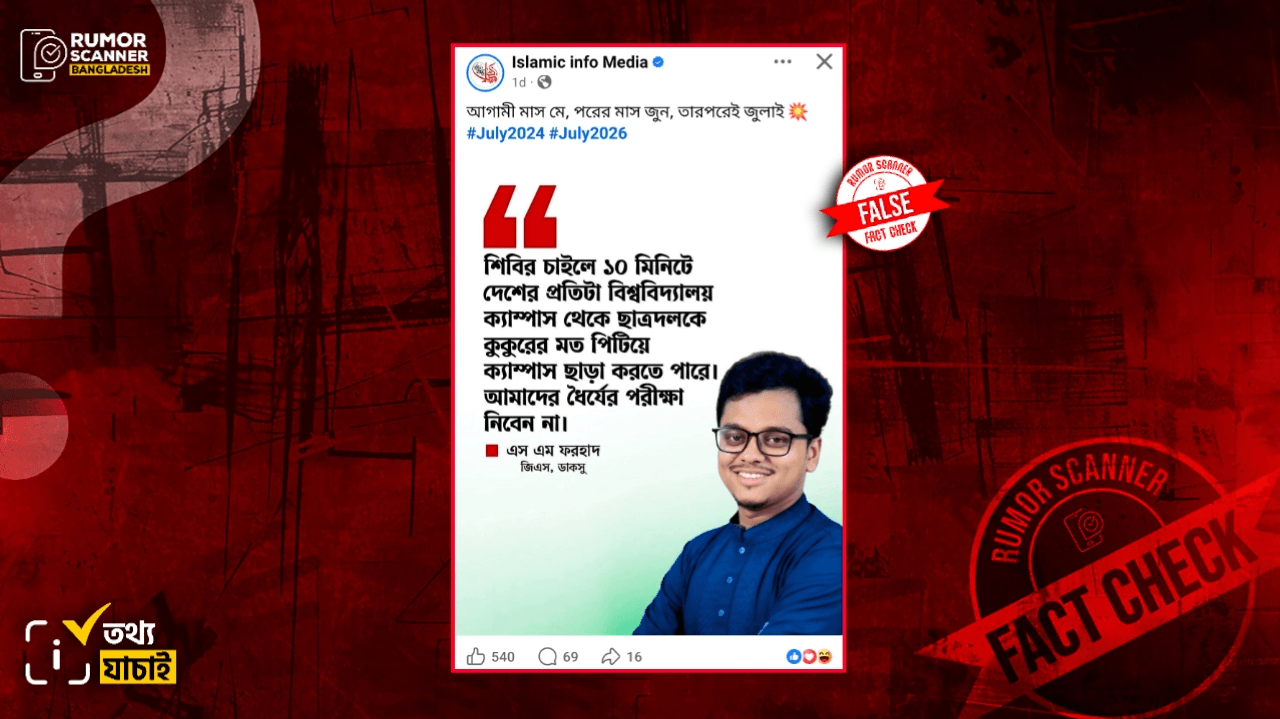 RUMOR
SCANNER
BANGLADESH
Islamic info Media
1d
আগামী মাস মে, পরের মাস জুন, তারপরেই জুলাই 💥
#July2024 #July2026
“
শিবির চাইলে ১০ মিনিটে
দেশের প্রতিটা বিশ্ববিদ্যালয়
ক্যাম্পাস থেকে ছাত্রদলকে
কুকুরের মত পিটিয়ে
ক্যাম্পাস ছাড়া করতে পারে।
আমাদের ধৈর্যের পরীক্ষা
নিবেন না।
এস এম ফরহাদ
জিএস, ডাকসু
540 69 16
RUMOR SCANNER
FALSE
FACT CHECK
RUMOR SCANNER
FACT CHECK
তথ্য
যাচাই